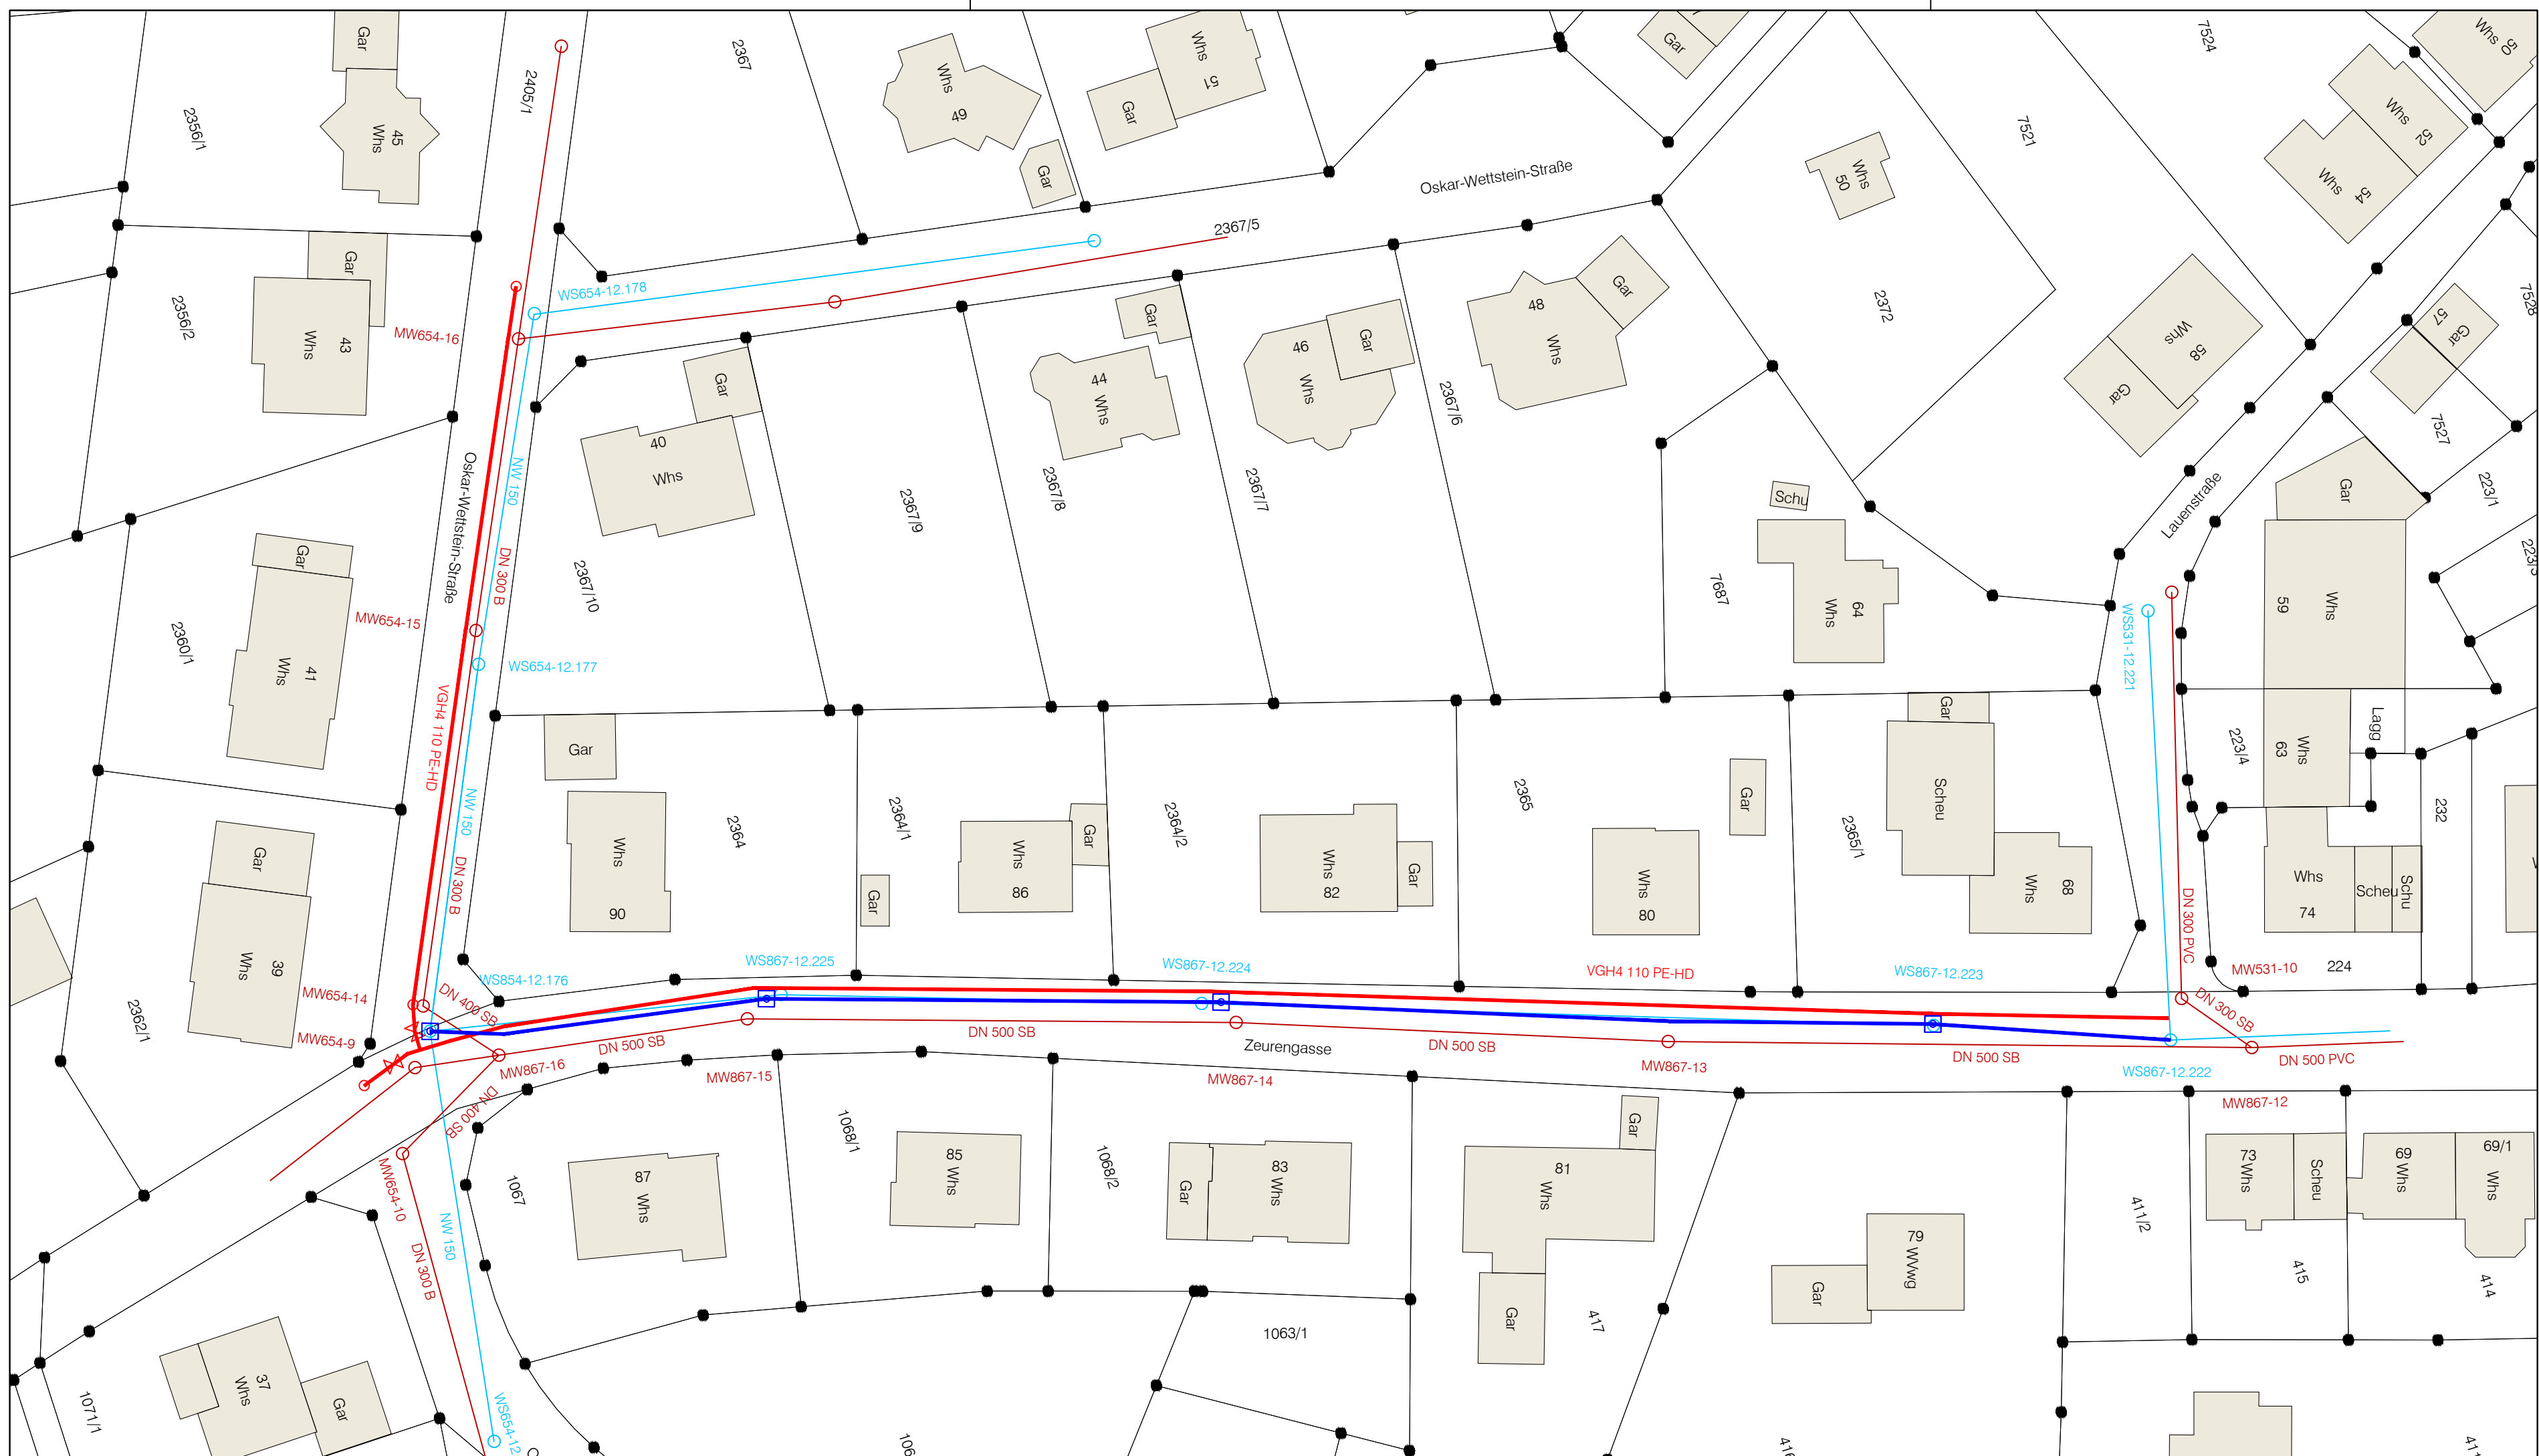 Gar
2356/1
45
Whs
2405/1
2367
Whs
49
Gar
Whs
51
Gar
Gar
7524
Whs
50
Whs
52
Whs
54
7521
Whs
50
Oskar-Wettstein-Straße
2367/5
2356/2
Gar
Whs
43
MW654-16
WS654-12.178
Gar
40
Whs
44
Whs
Gar
46
Whs
Gar
48
Whs
Gar
2372
Whs
58
Gar
57
Gar
7528
7527
2367/6
2367/7
2367/8
2367/9
2367/10
NW 150
DN 300 B
Oskar-Wettstein-Straße
Gar
Whs
41
2360/1
MW654-15
WS654-12.177
VGH4 110 PE-HD
NW 150
DN 300 B
Schu
Whs
64
7687
Lauenstraße
Gar
223/1
59
Whs
WS531-12.221
63
Whs
Lagg
223/4
232
Gar
Whs
90
2364
2364/1
Gar
Whs
86
Gar
2364/2
Whs
82
Gar
2365
Whs
80
Gar
2365/1
Gar
Scheu
Whs
68
DN 300 PVC
Whs
74
Scheu
Schu
Gar
Whs
39
2362/1
MW654-14
MW654-9
DN 400 SB
WS854-12.176
WS867-12.225
WS867-12.224
VGH4 110 PE-HD
WS867-12.223
MW531-10
224
DN 300 SB
DN 500 SB
DN 500 SB
Zeurengasse
DN 500 SB
DN 500 SB
DN 500 PVC
MW867-16
MW867-15
MW867-14
MW867-13
WS867-12.222
MW867-12
DN 400 SB
MW654-10
NW 150
DN 300 B
1067
87
Whs
1068/1
85
Whs
1068/2
Gar
83
Whs
81
Whs
Gar
Gar
417
79
WVwg
Gar
411/2
73
Whs
Scheu
69
Whs
69/1
Whs
415
414
1063/1
1071/1
37
Whs
Gar
WS654-12